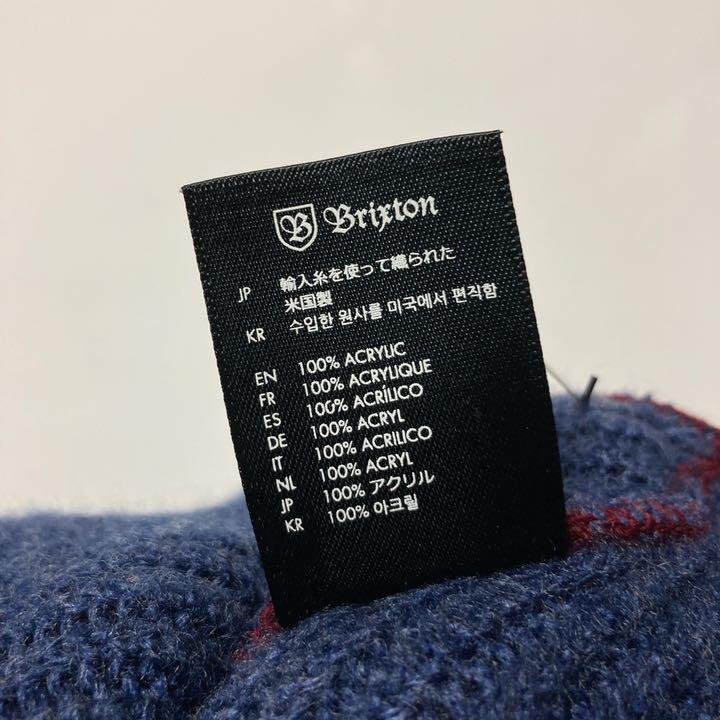 B Brixton
JP 輸入糸を使って織られた
米国製
KR 수입한 원사를 미국에서 편직함
EN 100% ACRYLIC
FR 100% ACRYLIQUE
ES 100% ACRÍLICO
DE 100% ACRYL
IT 100% ACRILICO
NL 100% ACRYL
JP 100% アクリル
KR 100% 아크릴